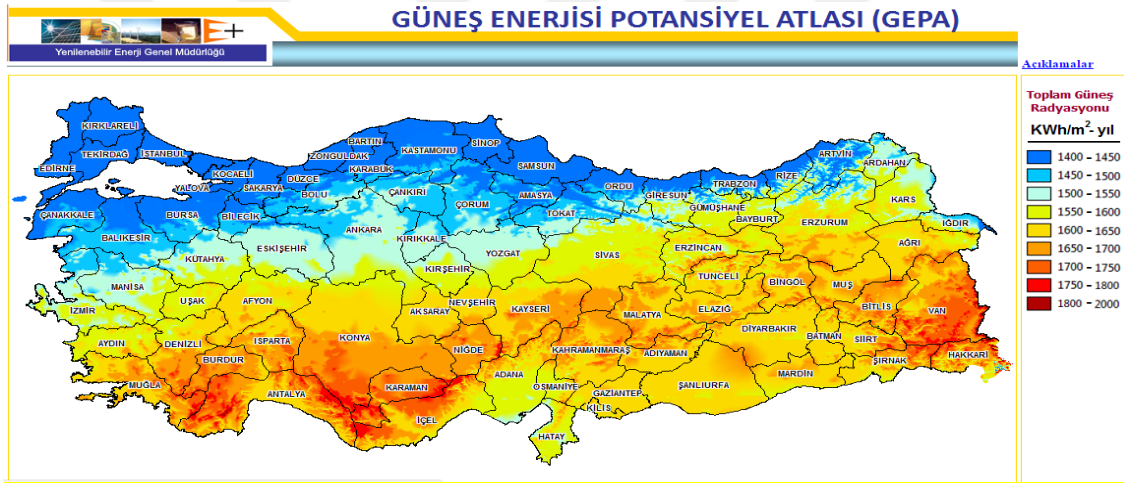 GÜNEŞ ENERJİSİ POTANSİYEL ATLASI (GEPA)
E+
Yenilenebilir Enerji Genel Müdürlüğü
Açıklamalar
Toplam Güneş
Radyasyonu
KWh/m²- yıl
1400 - 1450
1450 - 1500
1500 - 1550
1550 - 1600
1600 - 1650
1650 - 1700
1700 - 1750
1750 - 1800
1800 - 2000
KIRKLARELİ
TEKİRDAĞ
İSTANBUL
EDİRNE
KOCAELİ
YALOVA
SAKARYA
DÜZCE
BOLU
ZONGULDAK
BARTIN
KARABÜK
KASTAMONU
SİNOP
SAMSUN
ORDU
GİRESUN
TRABZON
RİZE
ARTVİN
ARDAHAN
KARS
IĞDIR
ÇANAKKALE
BALIKEŞİR
BURSA
BİLECİK
ESKİŞEHİR
KÜTAHYA
ANKARA
ÇANKIRI
KIRIKKALE
ÇORUM
AMASYA
TOKAT
YOZGAT
SİVAS
GÜMÜŞHANE
BAYBURT
ERZİNCAN
ERZURUM
AĞRI
MANİSA
İZMİR
UŞAK
AFYON
KIRŞEHİR
NEVŞEHİR
AKSARAY
KAYSERİ
MALATYA
TUNCELİ
ELAZIĞ
BİNGÖL
MUŞ
BİTLİS
VAN
AYDIN
DENİZLİ
ISPARTA
BURDUR
KONYA
NİĞDE
KAHRAMANMARAŞ
ADIYAMAN
DİYARBAKIR
BATMAN
SİİRT
ŞIRNAK
HAKKARİ
MUĞLA
ANTALYA
KARAMAN
İÇEL
ADANA
OSMANİYE
GAZİANTEP
KİLİS
ŞANLIURFA
MARDİN
HATAY